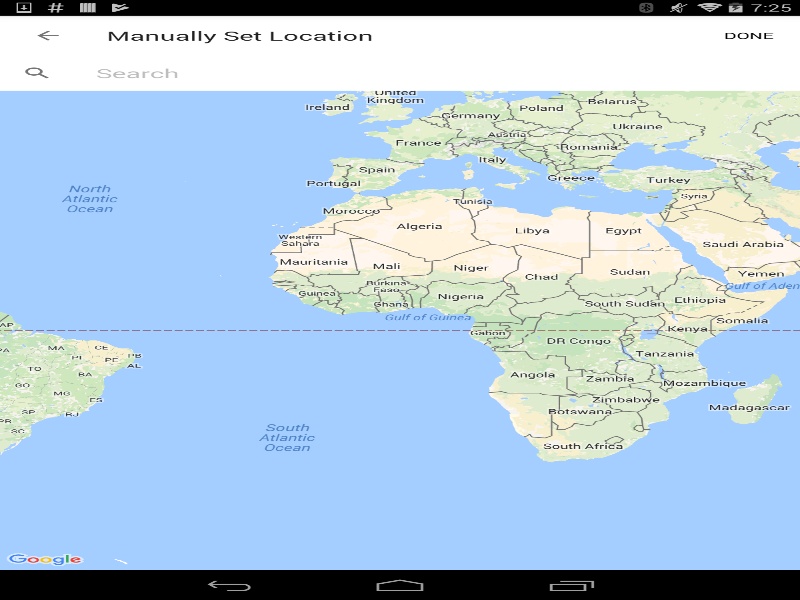 7:25
Manually Set Location
DONE
Search
United
Kingdom
Ireland
Poland
Belarus
Germany
Ukraine
Austria
France
Romania
Italy
Spain
Greece
Turkey
Portugal
Syria
Tunisia
Morocco
North
Atlantic
Ocean
Algeria
Libya
Egypt
Western
Sahara
Saudi Arabia
Mauritania
Mali
Niger
Chad
Sudan
Yemen
Gulf of Aden
Burkina
Faso
Guinea
Nigeria
Ghana
South Sudan
Ethiopia
Gulf of Guinea
Somalia
AP
Gabon
Kenya
DR Congo
PA
MA
CE
Tanzania
PI
PE
PB
TO
AL
BA
Angola
Zambia
Mozambique
GO
MG
ES
Zimbabwe
Madagascar
SP
RJ
Botswana
PR
SC
South
Atlantic
Ocean
South Africa
Google